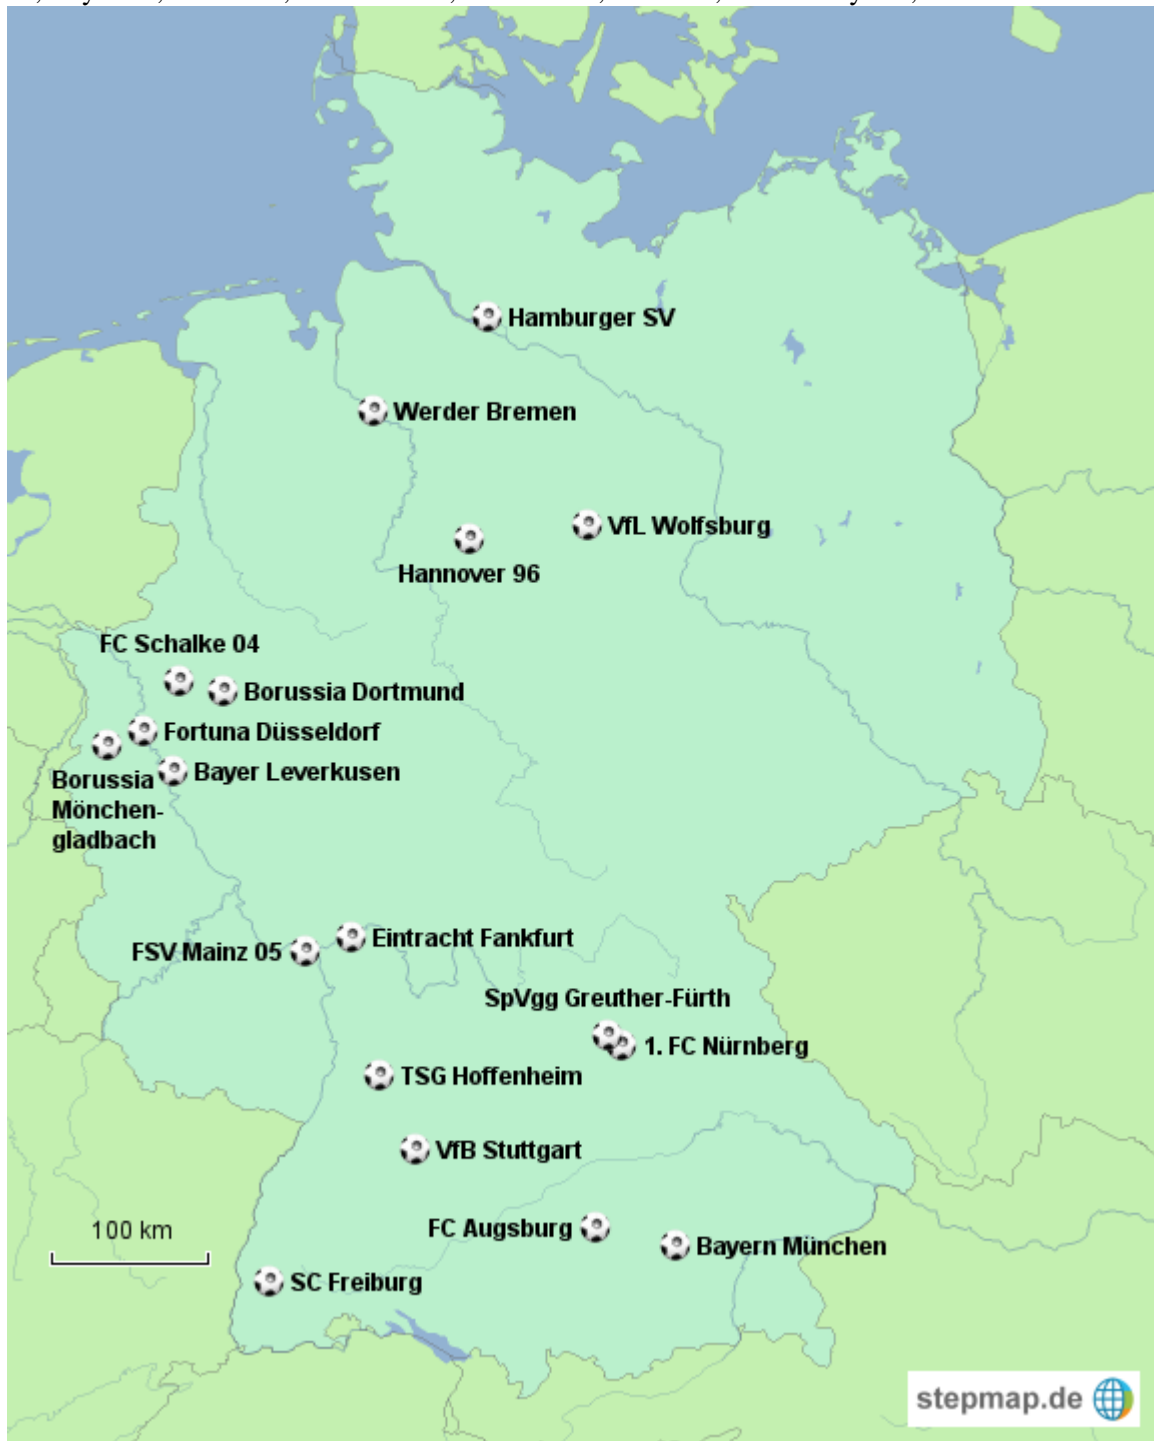 Hamburger SV
Werder Bremen
VfL Wolfsburg
Hannover 96
FC Schalke 04
Borussia Dortmund
Fortuna Düsseldorf
Bayer Leverkusen
Borussia
Mönchen-
gladbach
Eintracht Fankfurt
FSV Mainz 05
SpVgg Greuther-Fürth
1. FC Nürnberg
TSG Hoffenheim
VfB Stuttgart
FC Augsburg
100 km
Bayern München
SC Freiburg
stepmap.de